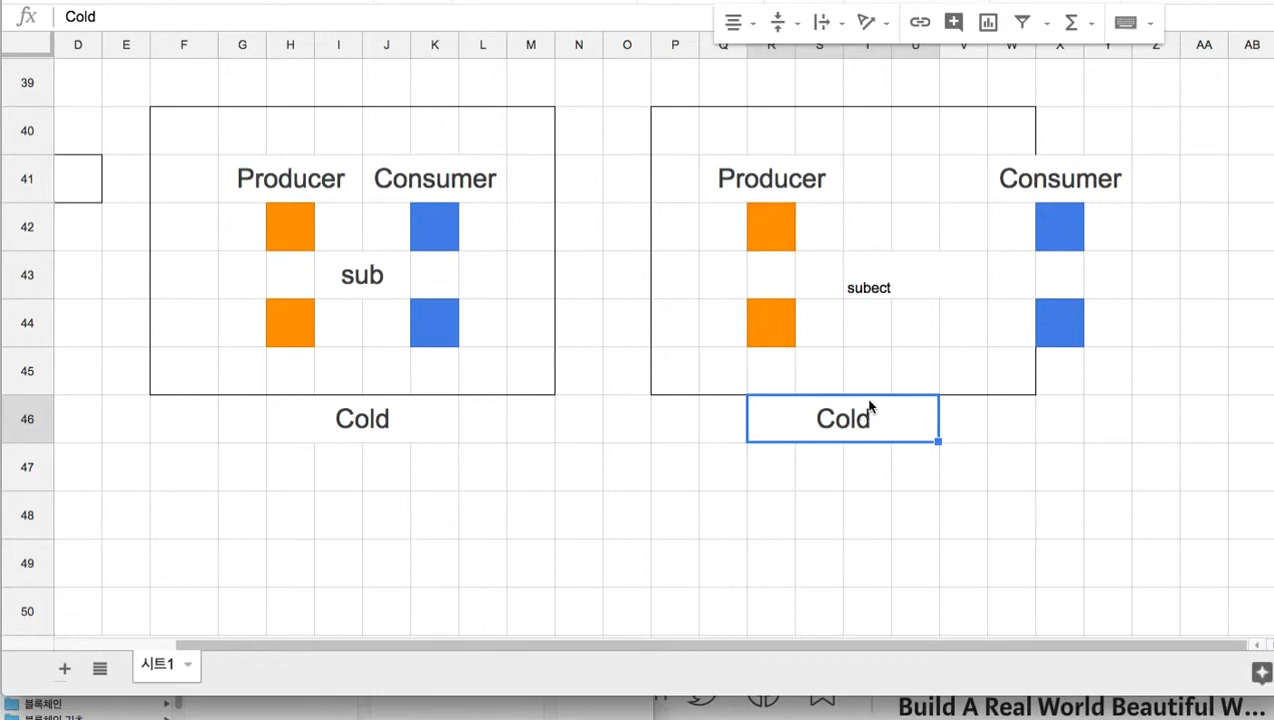 fx Cold
D E F G H I J K L M N O P Q R S T U V W X Y Z AA AB
39
40
41 Producer Consumer Producer Consumer
42
43 sub subect
44
45
46 Cold Cold
47
48
49
50
시트1
블록체인
Build A Real World Beautiful W...